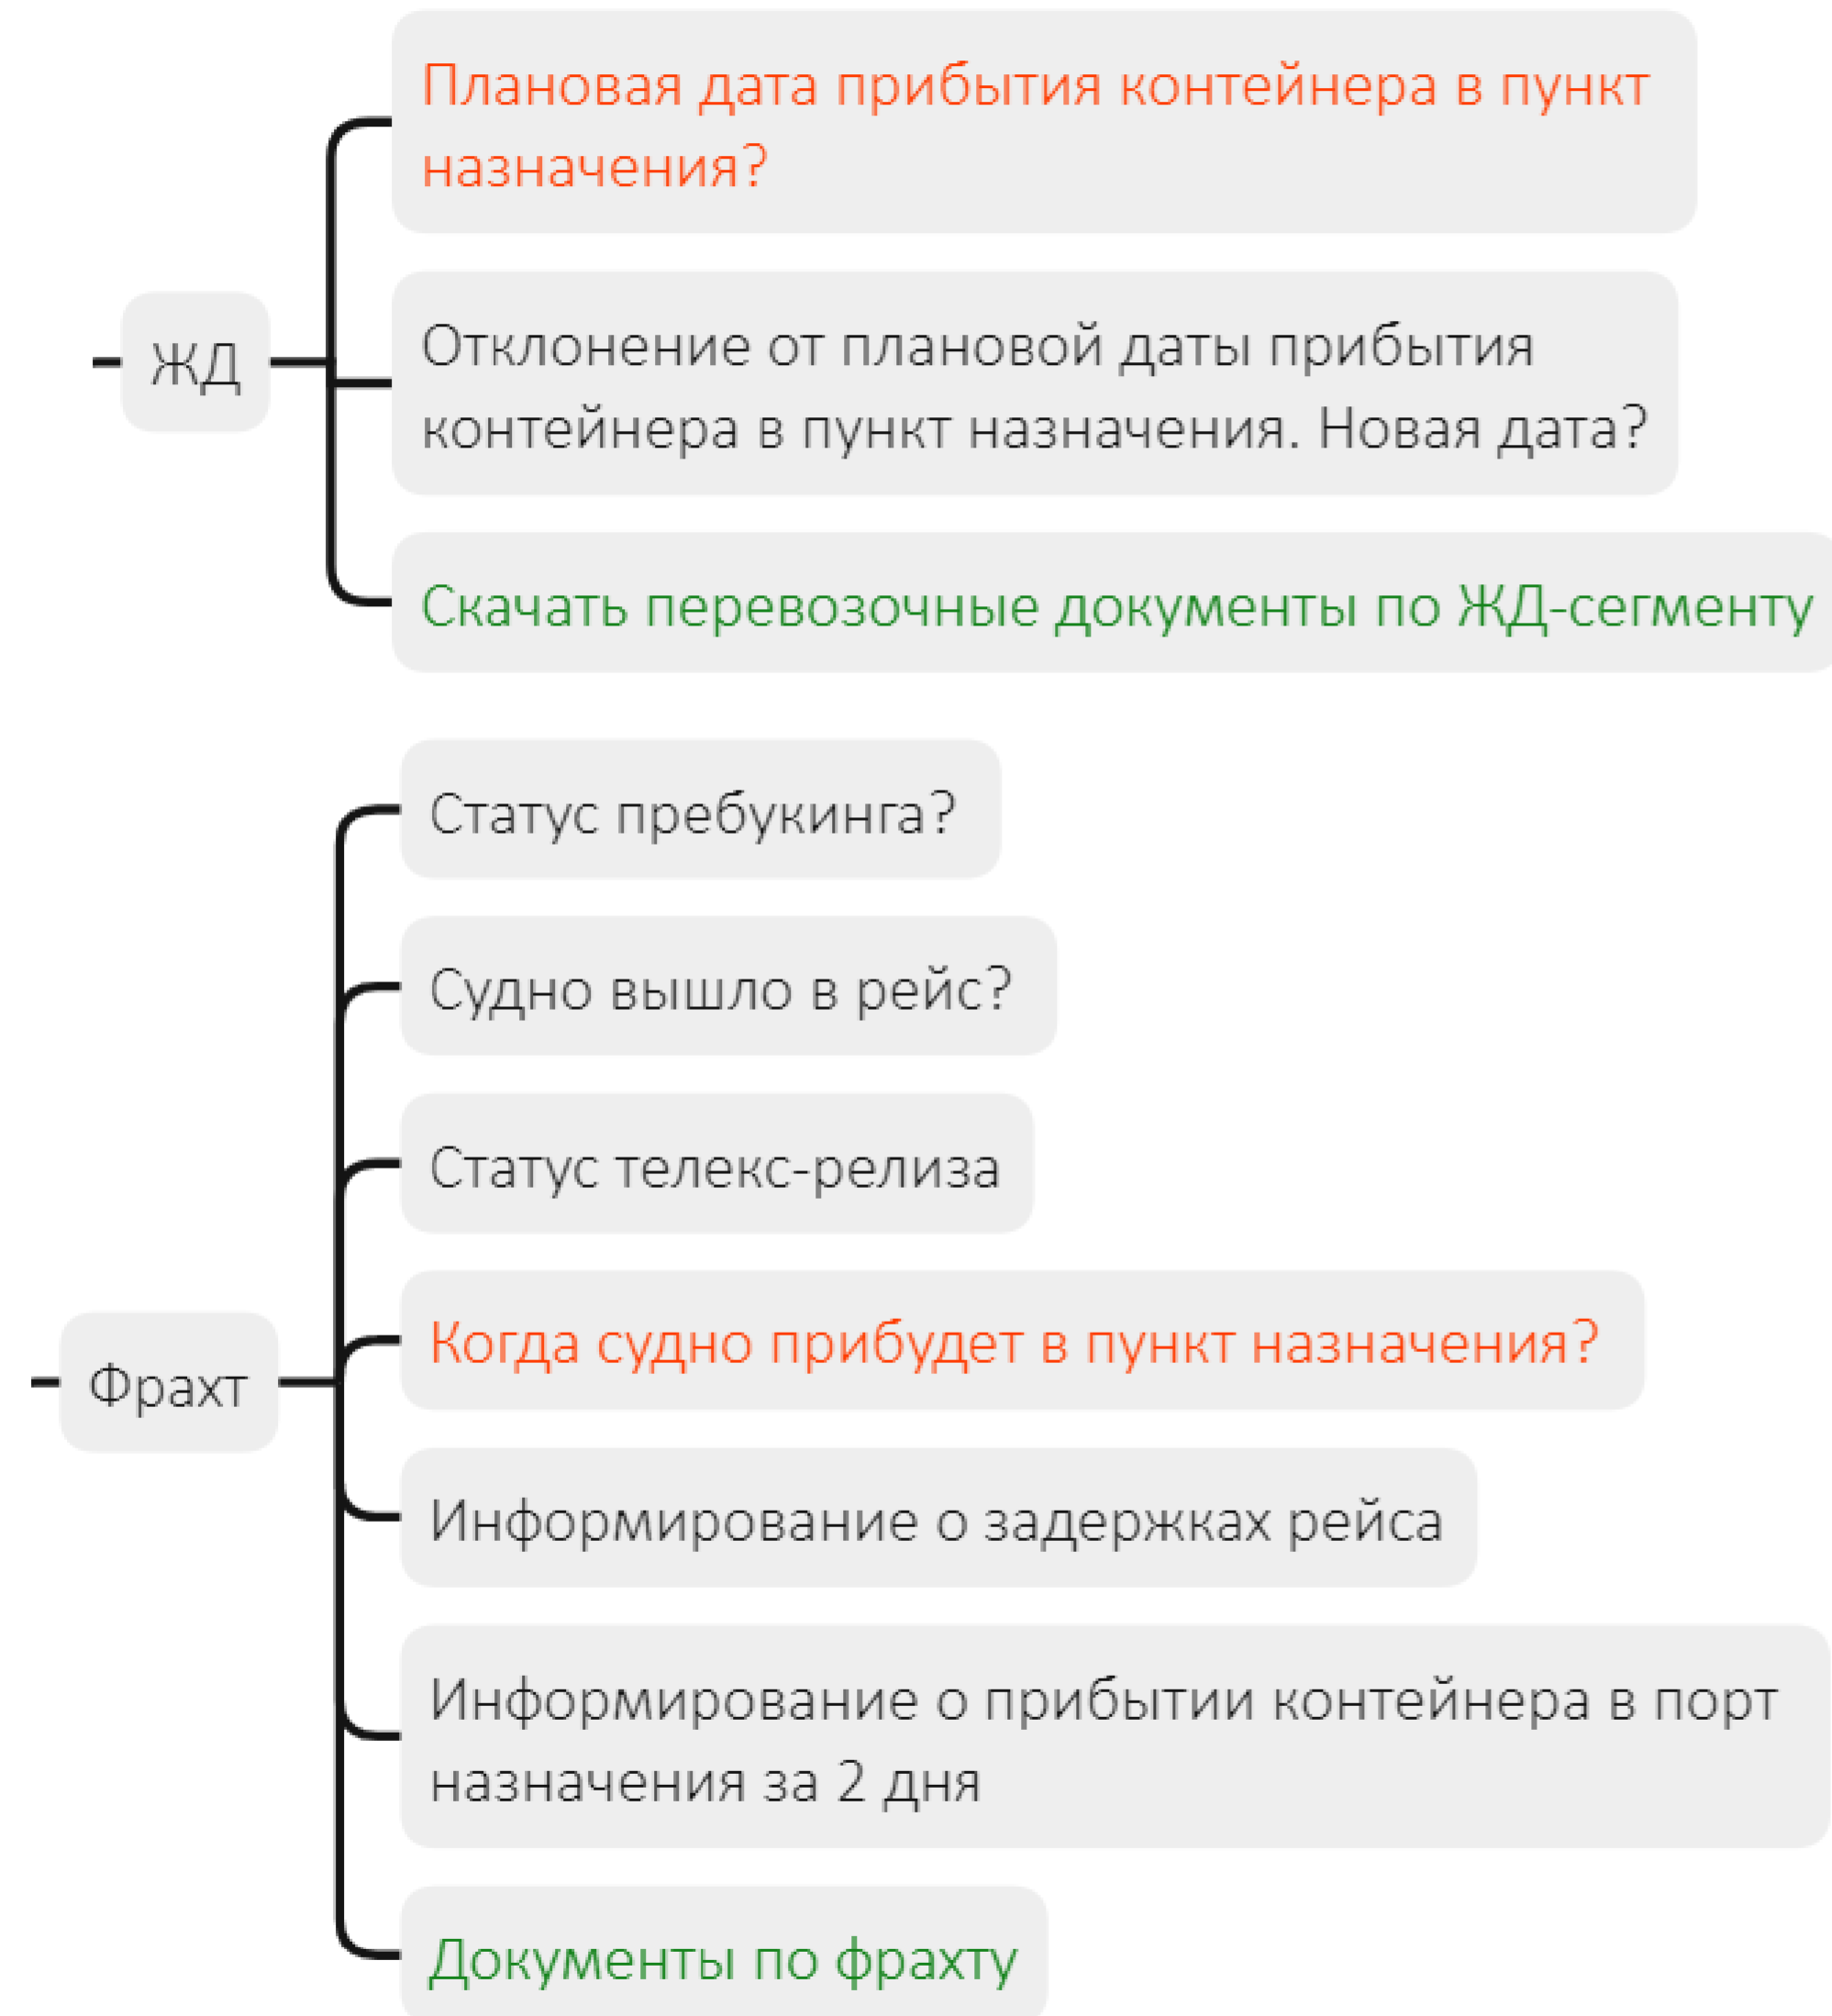 Плановая дата прибытия контейнера в пункт
назначения?
ЖД
Отклонение от плановой даты прибытия
контейнера в пункт назначения. Новая дата?
Скачать перевозочные документы по ЖД-сегменту
Статус пребукинга?
Судно вышло в рейс?
Статус телекс-релиза
Когда судно прибудет в пункт назначения?
Фрахт
Информирование о задержках рейса
Информирование о прибытии контейнера в порт
назначения за 2 дня
Документы по фрахту